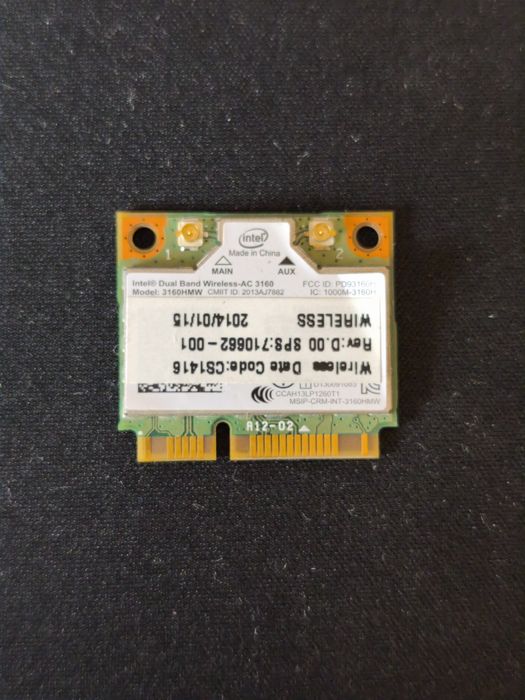 1
2
intel
Made in China
MAIN AUX
Intel® Dual Band Wireless-AC 3160 FCC ID: PD93160H
Model: 3160HMW CMIIT ID: 2013AJ7882 IC: 1000M-3160H
Wireless Date Code:CS1416
Rev:D.00 SPS:710662-001
WIRELESS 2014/01/15
D130091083
CCAH13LP1260T1
MSIP-CRM-INT-3160HMW
A12-02